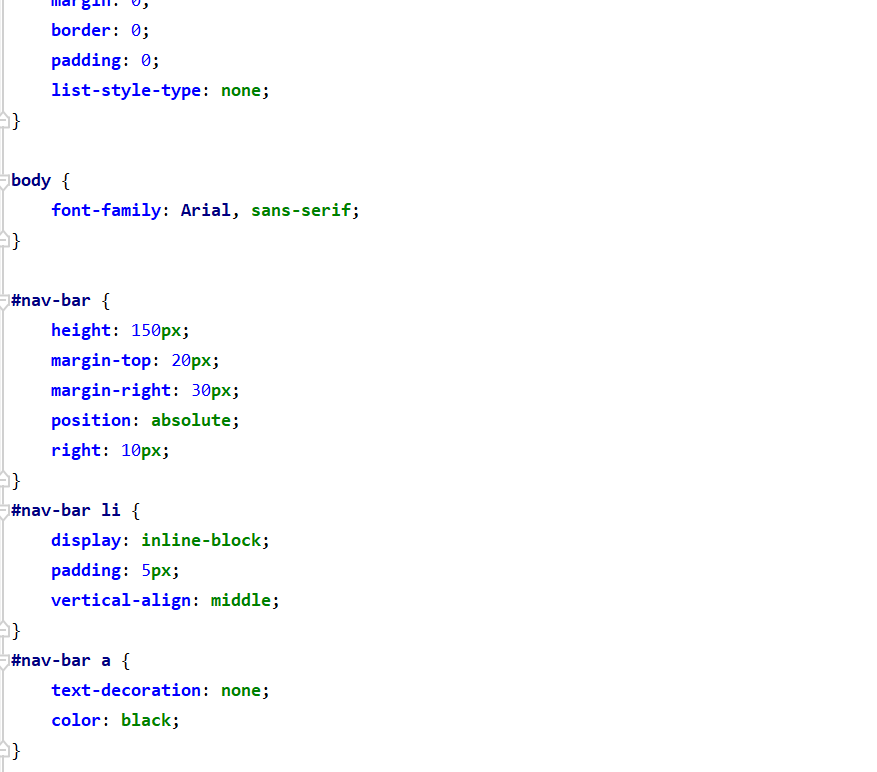 margin: 0;
border: 0;
padding: 0;
list-style-type: none;
}
body {
font-family: Arial, sans-serif;
}
#nav-bar {
height: 150px;
margin-top: 20px;
margin-right: 30px;
position: absolute;
right: 10px;
}
#nav-bar li {
display: inline-block;
padding: 5px;
vertical-align: middle;
}
#nav-bar a {
text-decoration: none;
color: black;
}